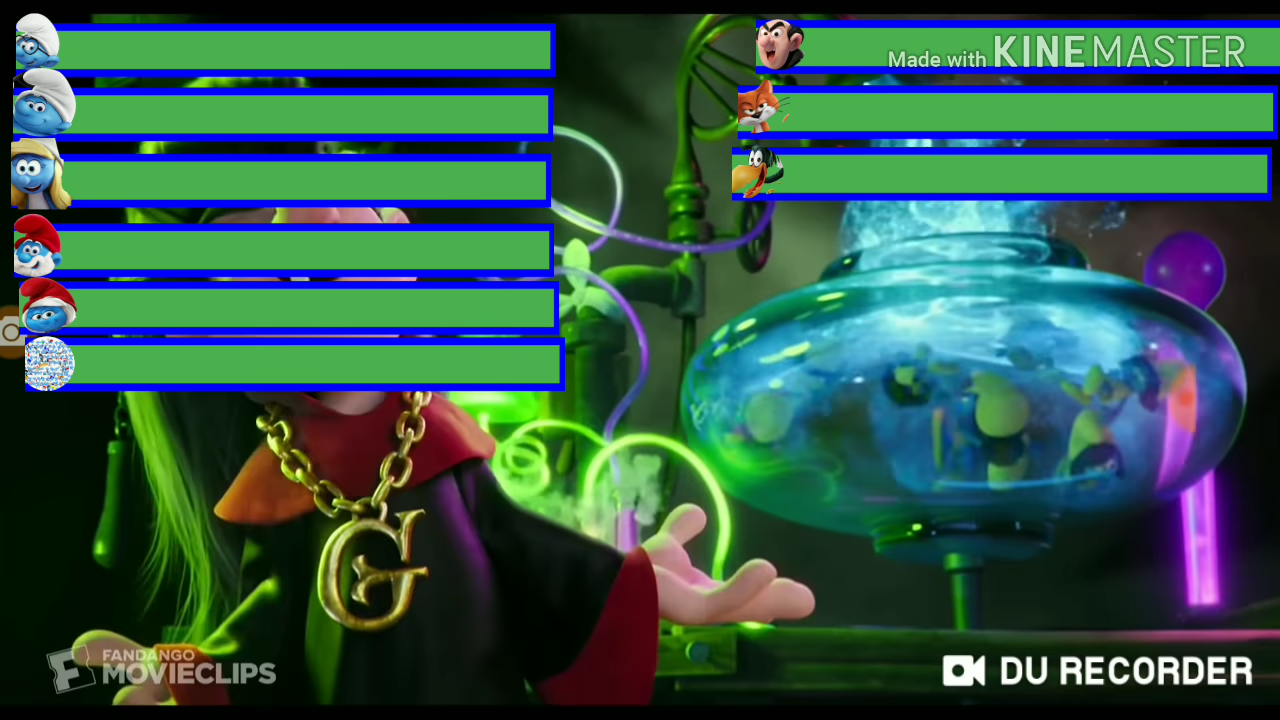 Made with KINEMASTER
G
FANDANGO
MOVIECLIPS
DU RECORDER